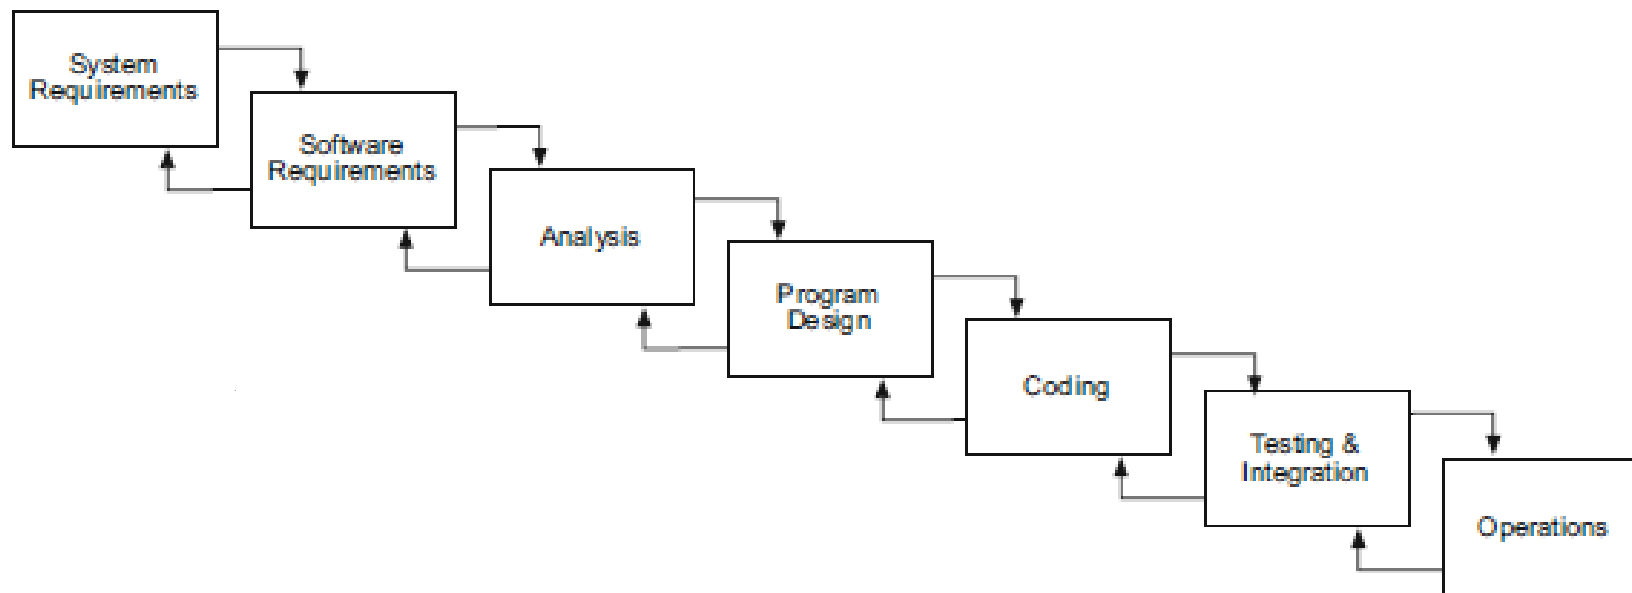 System
Requirements
Software
Requirements
Analysis
Program
Design
Coding
Testing &
Integration
Operations